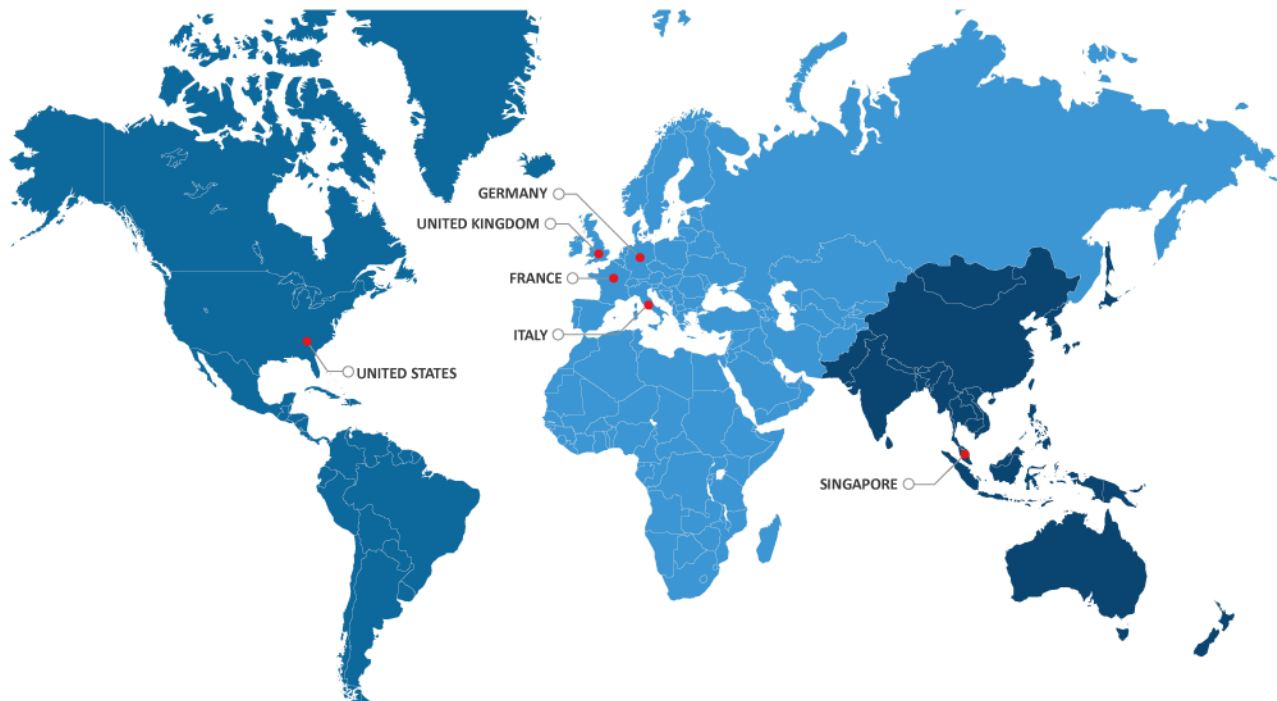 GERMANY
UNITED KINGDOM
FRANCE
ITALY
UNITED STATES
SINGAPORE